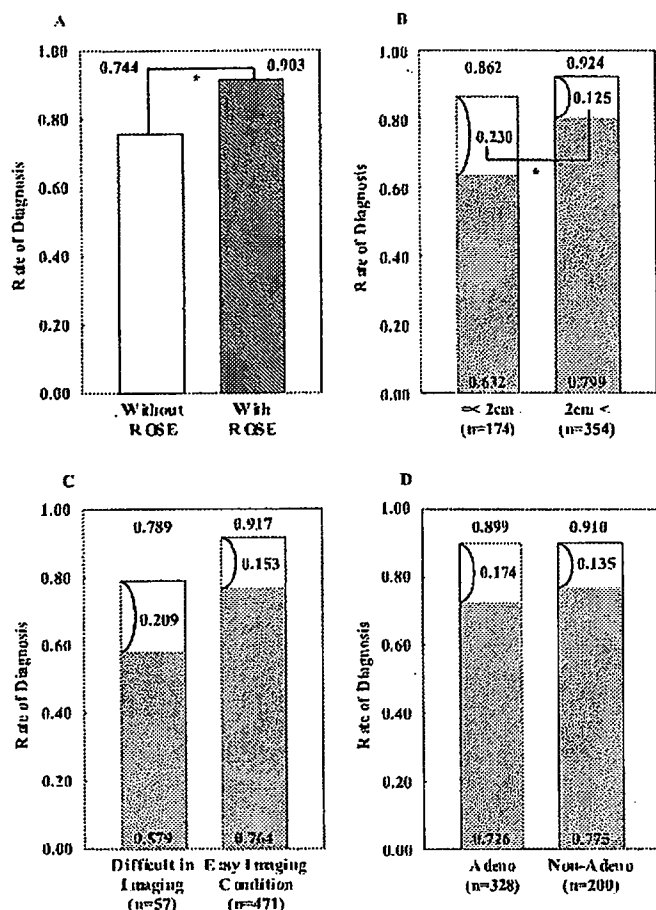 A
1.00
0.744
*
0.903
0.80
0.60
0.40
0.20
0.00
Rate of Diagnosis
Without ROSE
With ROSE
B
1.00
0.862
0.924
0.125
0.80
0.230
*
0.60
0.40
0.20
0.00
0.632
0.799
Rate of Diagnosis
=< 2cm
(n=174)
2cm <
(n=354)
C
1.00
0.789
0.917
0.153
0.80
0.209
0.60
0.40
0.20
0.00
0.579
0.764
Rate of Diagnosis
Difficult in
Imaging
(n=57)
Easy Imaging
Condition
(n=471)
D
1.00
0.899
0.910
0.174
0.135
0.80
0.60
0.40
0.20
0.00
0.726
0.775
Rate of Diagnosis
Adeno
(n=328)
Non-Adeno
(n=200)